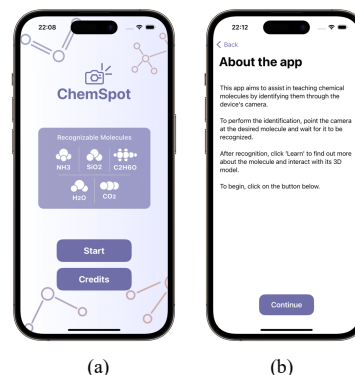 22:08
ChemSpot
Recognizable Molecules
NH3 SiO2 C2H6O
H2O CO2
Start
Credits
(a)
22:12
Back
About the app
This app aims to assist in teaching chemical
molecules by identifying them through the
device's camera.
To perform the identification, point the camera
at the desired molecule and wait for it to be
recognized.
After recognition, click 'Learn' to find out more
about the molecule and interact with its 3D
model.
To begin, click on the button below.
Continue
(b)